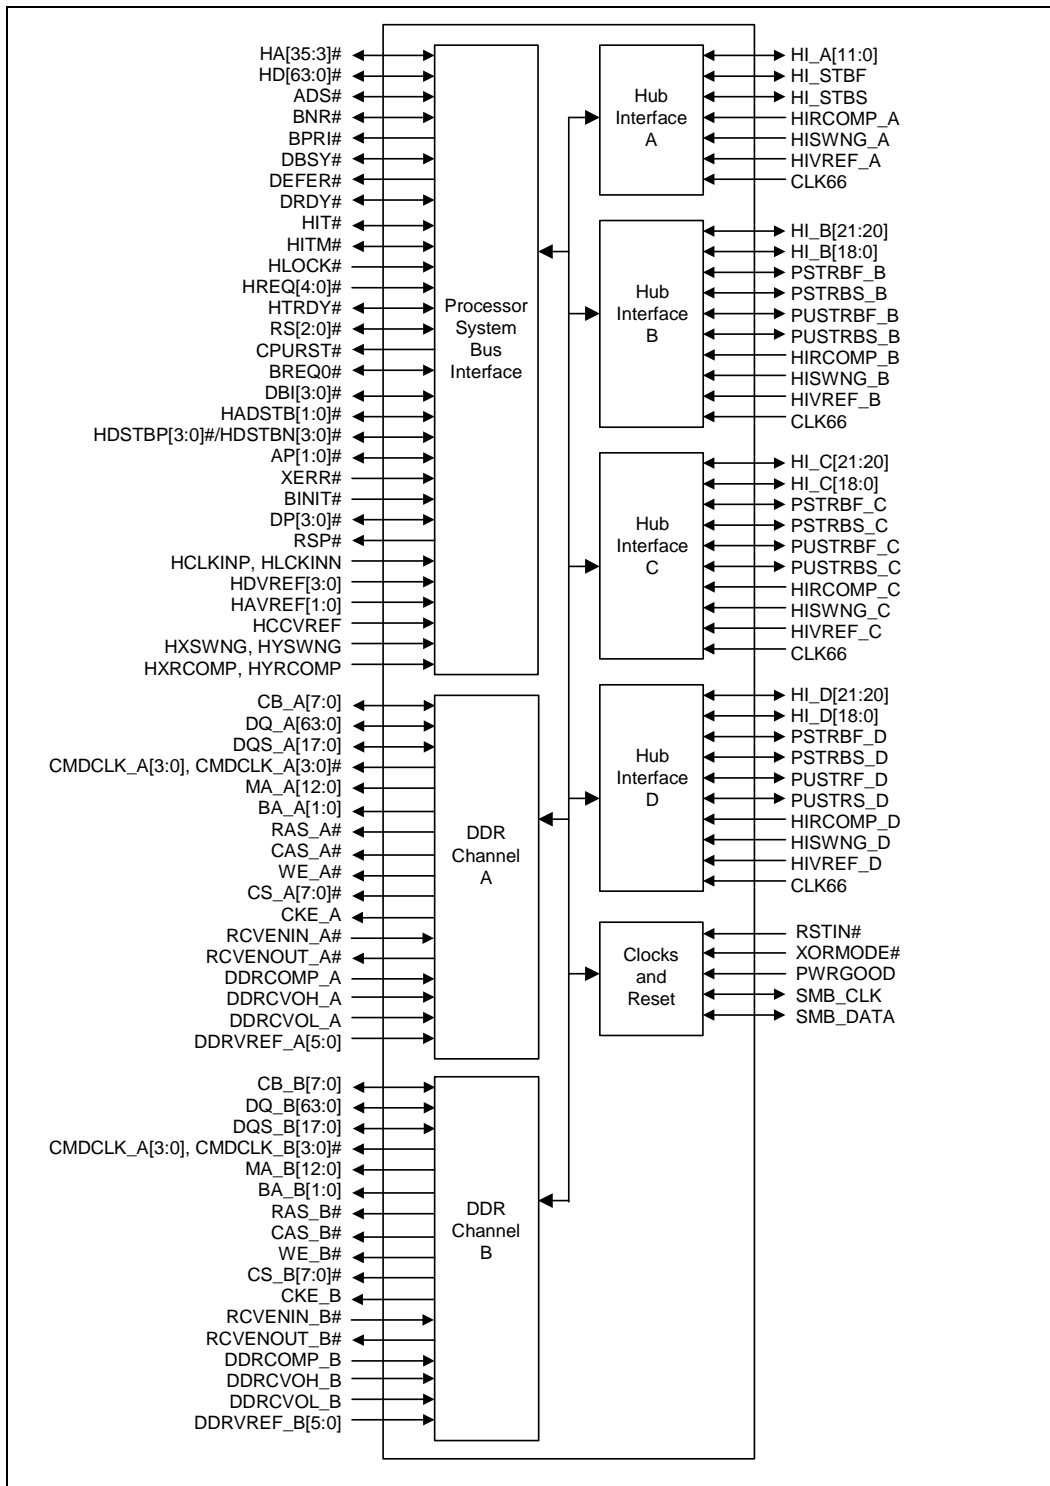 HA[35:3]#
HD[63:0]#
ADS#
BNR#
BPRI#
DBSY#
DEFER#
DRDY#
HIT#
HITM#
HLOCK#
HREQ[4:0]#
HTRDY#
RS[2:0]#
CPURST#
BREQ0#
DBI[3:0]#
HADSTB[1:0]#
HDSTBP[3:0]#/HDSTBN[3:0]#
AP[1:0]#
XERR#
BINIT#
DP[3:0]#
RSP#
HCLKINP, HLCKINN
HDVREF[3:0]
HAVREF[1:0]
HCCVREF
HXSWNG, HYSWNG
HXRCOMP, HYRCOMP
Processor
System
Bus
Interface
CB_A[7:0]
DQ_A[63:0]
DQS_A[17:0]
CMDCLK_A[3:0], CMDCLK_A[3:0]#
MA_A[12:0]
BA_A[1:0]
RAS_A#
CAS_A#
WE_A#
CS_A[7:0]#
CKE_A
RCVENIN_A#
RCVENOUT_A#
DDRCOMP_A
DDRCVOH_A
DDRCVOL_A
DDRVREF_A[5:0]
DDR
Channel
A
CB_B[7:0]
DQ_B[63:0]
DQS_B[17:0]
CMDCLK_A[3:0], CMDCLK_B[3:0]#
MA_B[12:0]
BA_B[1:0]
RAS_B#
CAS_B#
WE_B#
CS_B[7:0]#
CKE_B
RCVENIN_B#
RCVENOUT_B#
DDRCOMP_B
DDRCVOH_B
DDRCVOL_B
DDRVREF_B[5:0]
DDR
Channel
B
Hub
Interface
A
HI_A[11:0]
HI_STBF
HI_STBS
HIRCOMP_A
HISWNG_A
HIVREF_A
CLK66
Hub
Interface
B
HI_B[21:20]
HI_B[18:0]
PSTRBF_B
PSTRBS_B
PUSTRBF_B
PUSTRBS_B
HIRCOMP_B
HISWNG_B
HIVREF_B
CLK66
Hub
Interface
C
HI_C[21:20]
HI_C[18:0]
PSTRBF_C
PSTRBS_C
PUSTRBF_C
PUSTRBS_C
HIRCOMP_C
HISWNG_C
HIVREF_C
CLK66
Hub
Interface
D
HI_D[21:20]
HI_D[18:0]
PSTRBF_D
PSTRBS_D
PUSTRF_D
PUSTRS_D
HIRCOMP_D
HISWNG_D
HIVREF_D
CLK66
Clocks
and
Reset
RSTIN#
XORMODE#
PWRGOOD
SMB_CLK
SMB_DATA